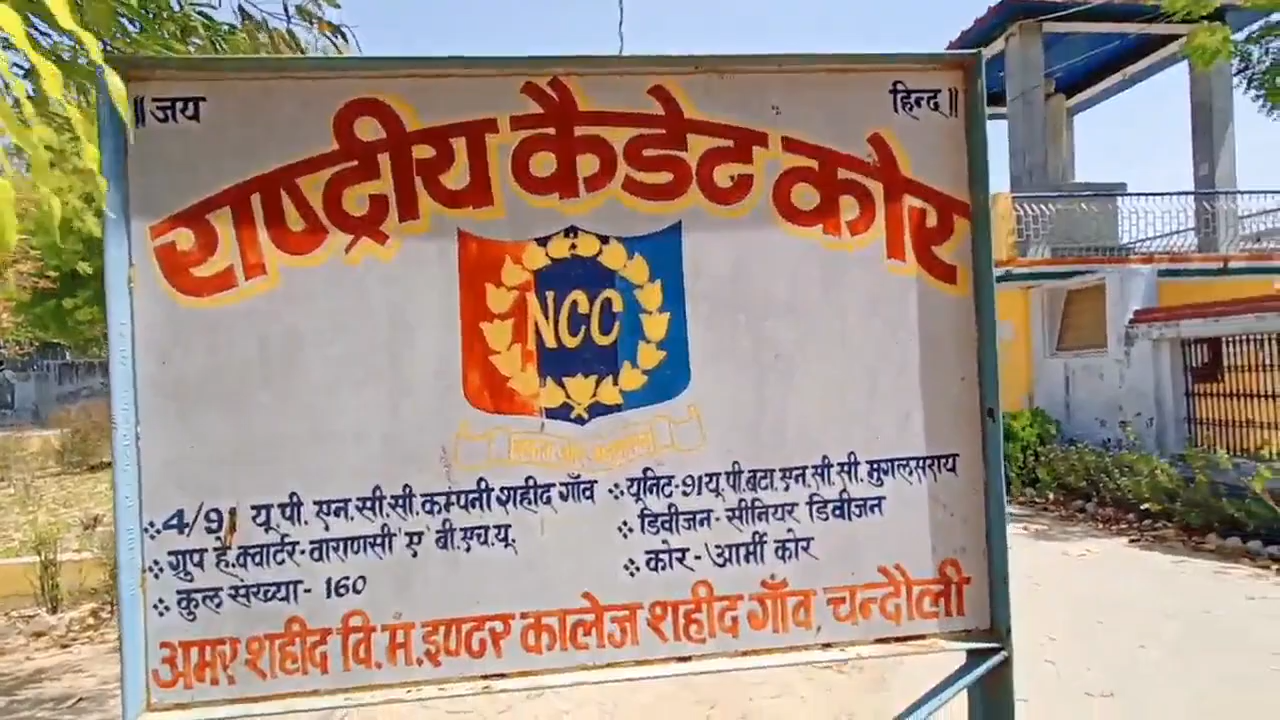 ॥जय
हिन्द॥
राष्ट्रीय कैडेट कोर
NCC
4/91 यू.पी. एन.सी.सी. कम्पनी शहीद गाँव
ग्रुप हे.क्वार्टर-वाराणसी 'ए' बी.एच.यू.
कुल संख्या - 160
यूनिट-91 यू.पी.बटा.एन.सी.सी. मुगलसराय
डिवीजन - सीनियर डिवीजन
कोर - आर्मी कोर
अमर शहीद वि.म.इण्टर कालेज शहीद गाँव, चन्दौली